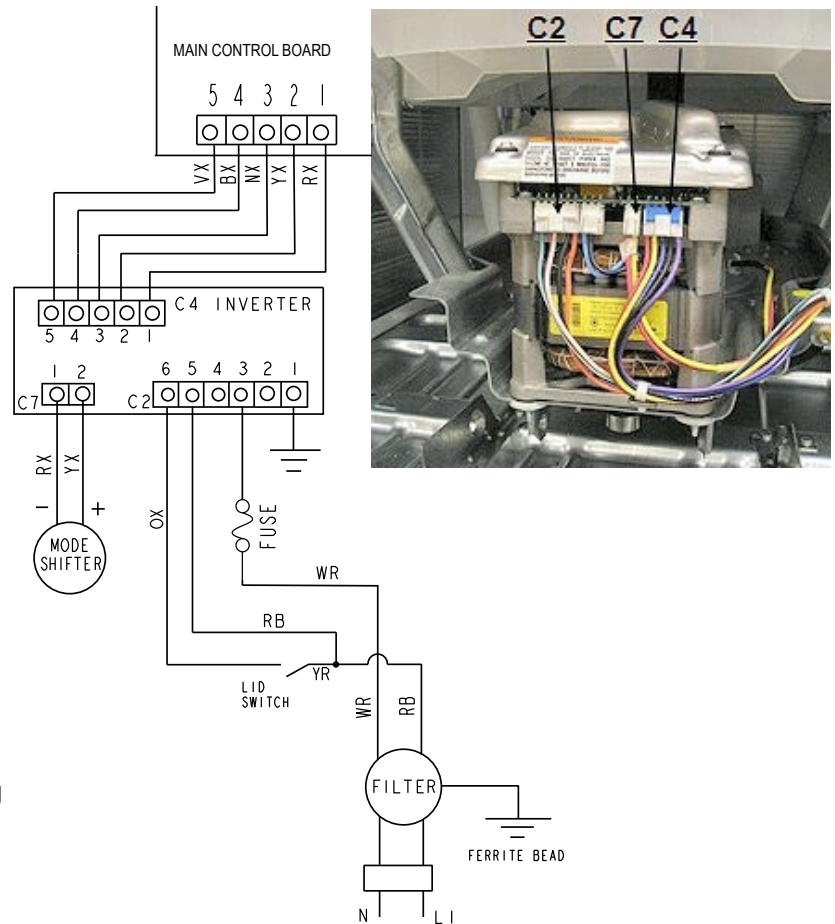 C2 C7 C4
MAIN CONTROL BOARD
5 4 3 2 1
VX BX NX YX RX
C4 INVERTER
5 4 3 2 1
1 2
C7
6 5 4 3 2 1
C2
RX YX
- +
MODE
SHIFTER
OX
FUSE
WR
RB
YR
LID
SWITCH
WR RB
FILTER
FERRITE BEAD
N L1